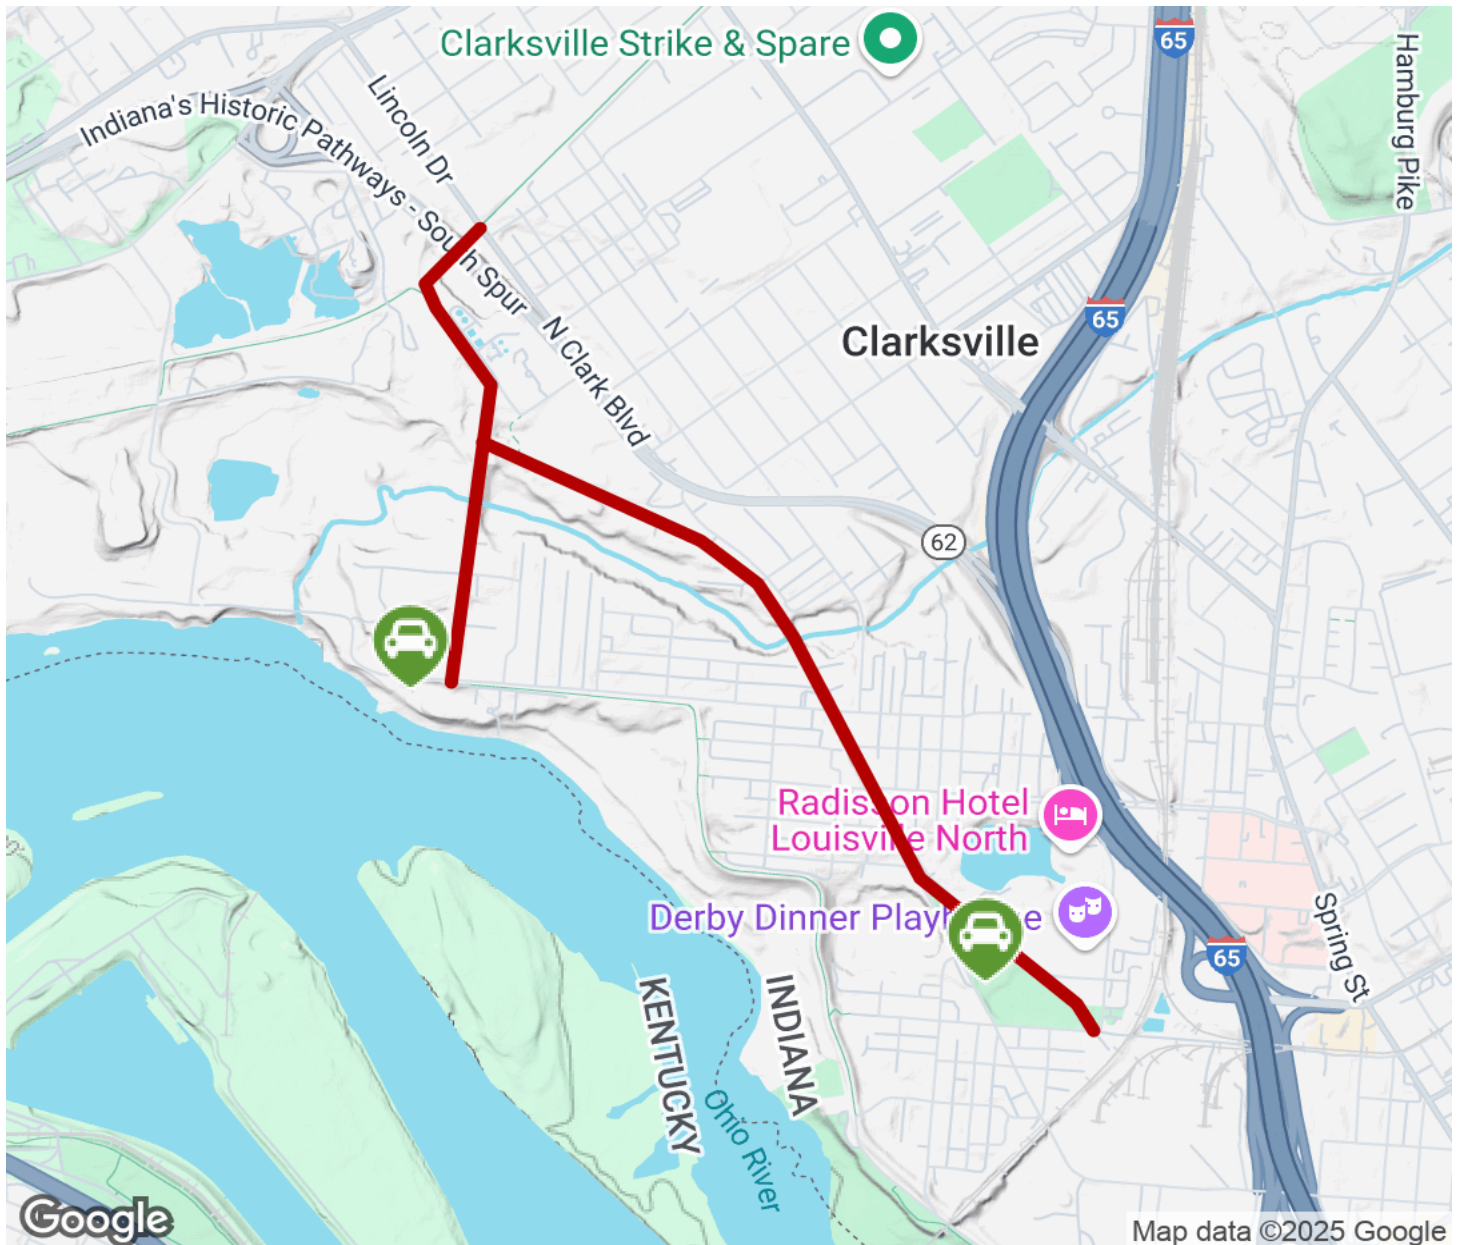 Clarksville Strike & Spare
65
Hamburg Pike
Indiana's Historic Pathways - South Spur
Lincoln Dr
N Clark Blvd
65
Clarksville
62
Radisson Hotel
Louisville North
Derby Dinner Playh e
65
Spring St
KENTUCKY
INDIANA
Ohio River
Google
Map data ©2025 Google